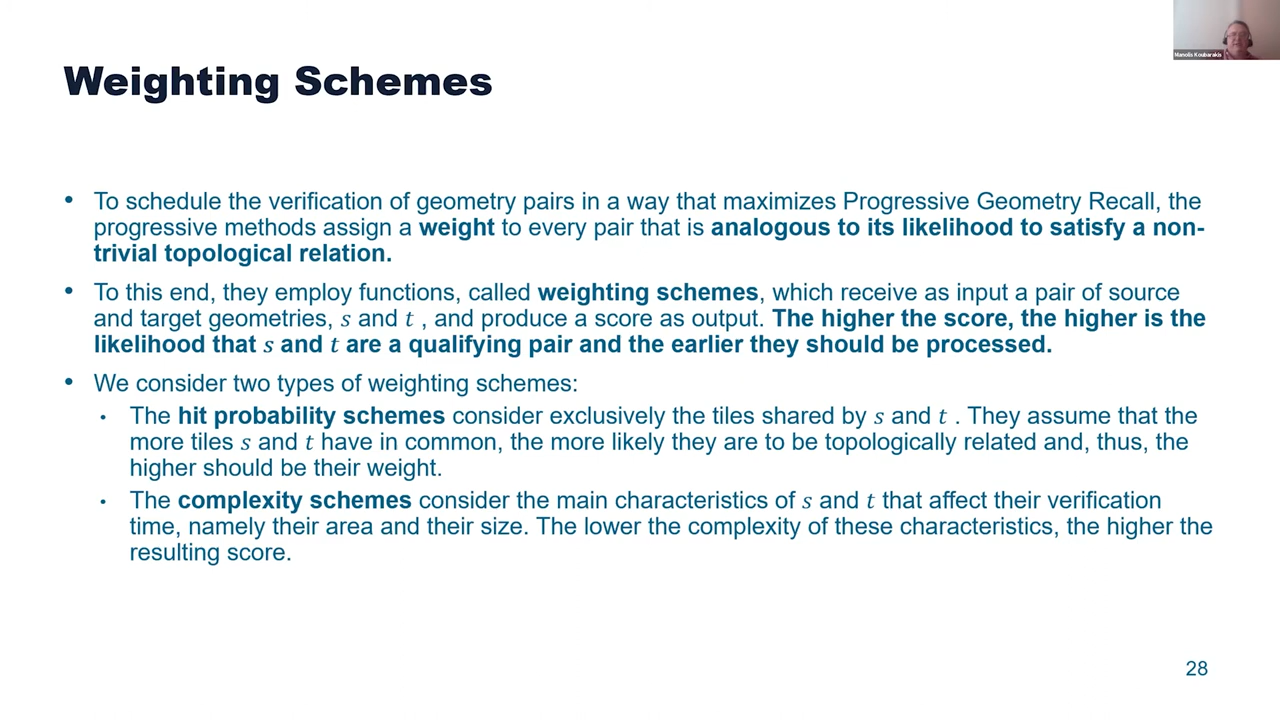 Manolis Koubarakis
Weighting Schemes
• To schedule the verification of geometry pairs in a way that maximizes Progressive Geometry Recall, the
progressive methods assign a weight to every pair that is analogous to its likelihood to satisfy a non-
trivial topological relation.
• To this end, they employ functions, called weighting schemes, which receive as input a pair of source
and target geometries, s and t , and produce a score as output. The higher the score, the higher is the
likelihood that s and t are a qualifying pair and the earlier they should be processed.
• We consider two types of weighting schemes:
• The hit probability schemes consider exclusively the tiles shared by s and t . They assume that the
more tiles s and t have in common, the more likely they are to be topologically related and, thus, the
higher should be their weight.
• The complexity schemes consider the main characteristics of s and t that affect their verification
time, namely their area and their size. The lower the complexity of these characteristics, the higher the
resulting score.
28